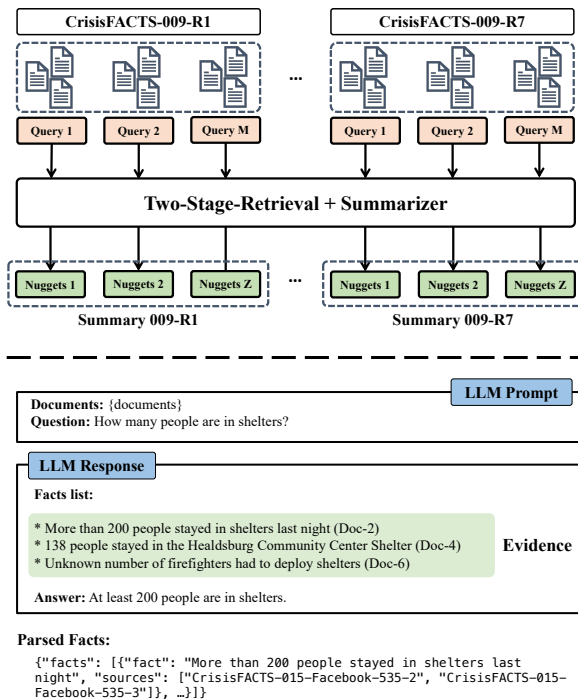 CrisisFACTS-009-R1 CrisisFACTS-009-R7
...
Query 1 Query 2 Query M Query 1 Query 2 Query M
Two-Stage-Retrieval + Summarizer
Nuggets 1 Nuggets 2 Nuggets Z ... Nuggets 1 Nuggets 2 Nuggets Z
Summary 009-R1 Summary 009-R7
LLM Prompt
Documents: {documents}
Question: How many people are in shelters?
LLM Response
Facts list:
* More than 200 people stayed in shelters last night (Doc-2)
* 138 people stayed in the Healdsburg Community Center Shelter (Doc-4)
* Unknown number of firefighters had to deploy shelters (Doc-6)
Evidence
Answer: At least 200 people are in shelters.
Parsed Facts:
{"facts": [{"fact": "More than 200 people stayed in shelters last
night", "sources": ["CrisisFACTS-015-Facebook-535-2", "CrisisFACTS-015-
Facebook-535-3"]}, …}]}